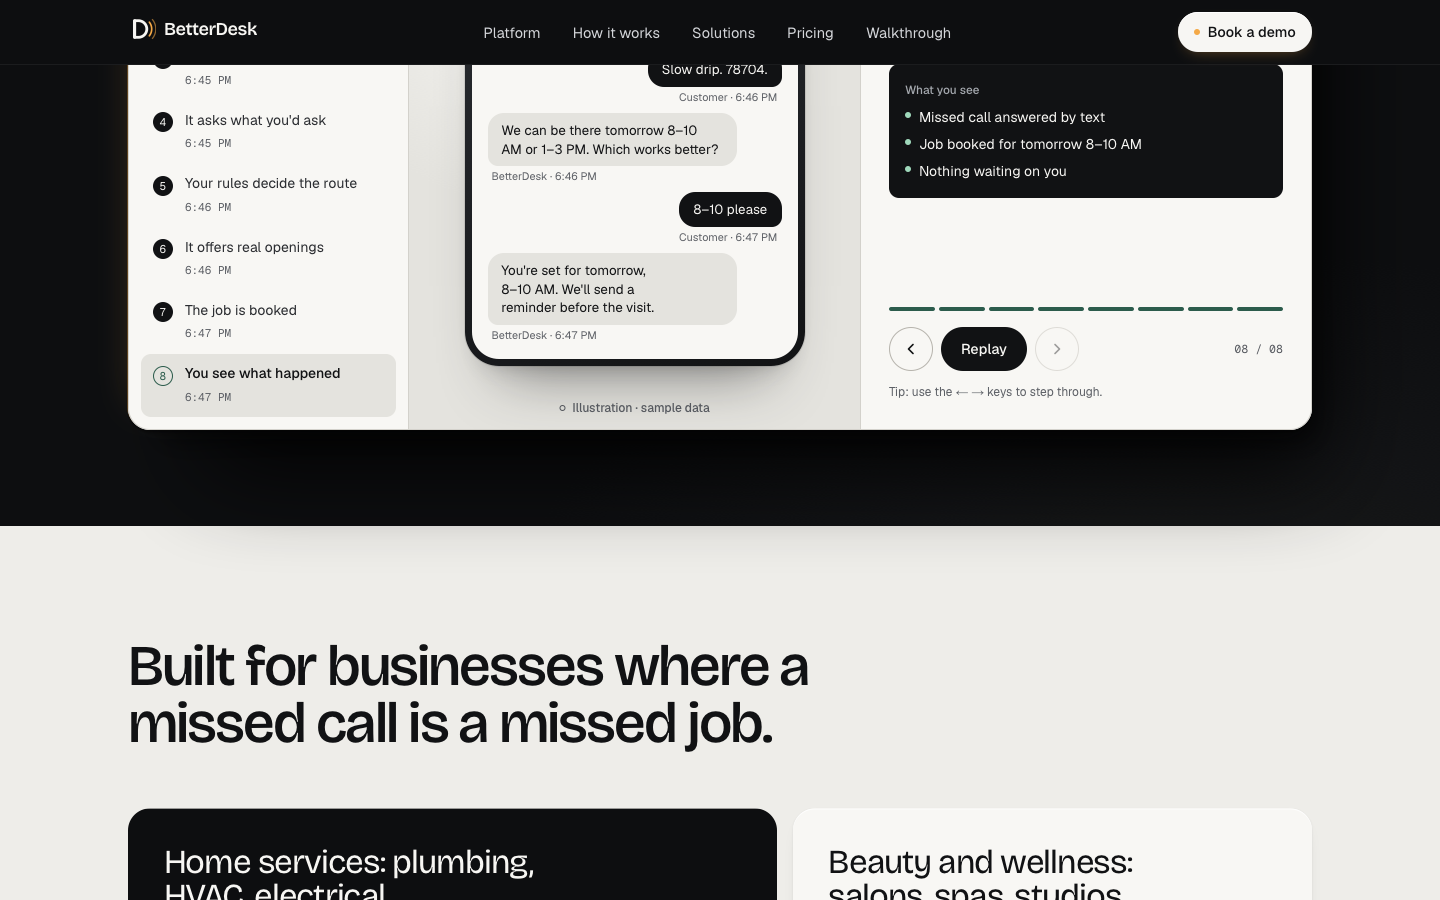 BetterDesk
Platform
How it works
Solutions
Pricing
Walkthrough
Book a demo
6:45 PM
4
It asks what you'd ask
6:45 PM
5
Your rules decide the route
6:46 PM
6
It offers real openings
6:46 PM
7
The job is booked
6:47 PM
8
You see what happened
6:47 PM
Slow drip. 78704.
Customer · 6:46 PM
We can be there tomorrow 8–10
AM or 1–3 PM. Which works better?
BetterDesk · 6:46 PM
8–10 please
Customer · 6:47 PM
You're set for tomorrow,
8–10 AM. We'll send a
reminder before the visit.
BetterDesk · 6:47 PM
Illustration · sample data
What you see
Missed call answered by text
Job booked for tomorrow 8–10 AM
Nothing waiting on you
Replay
08 / 08
Tip: use the ← → keys to step through.
Built for businesses where a
missed call is a missed job.
Home services: plumbing,
HVAC, electrical
Beauty and wellness:
salons, spas, studios